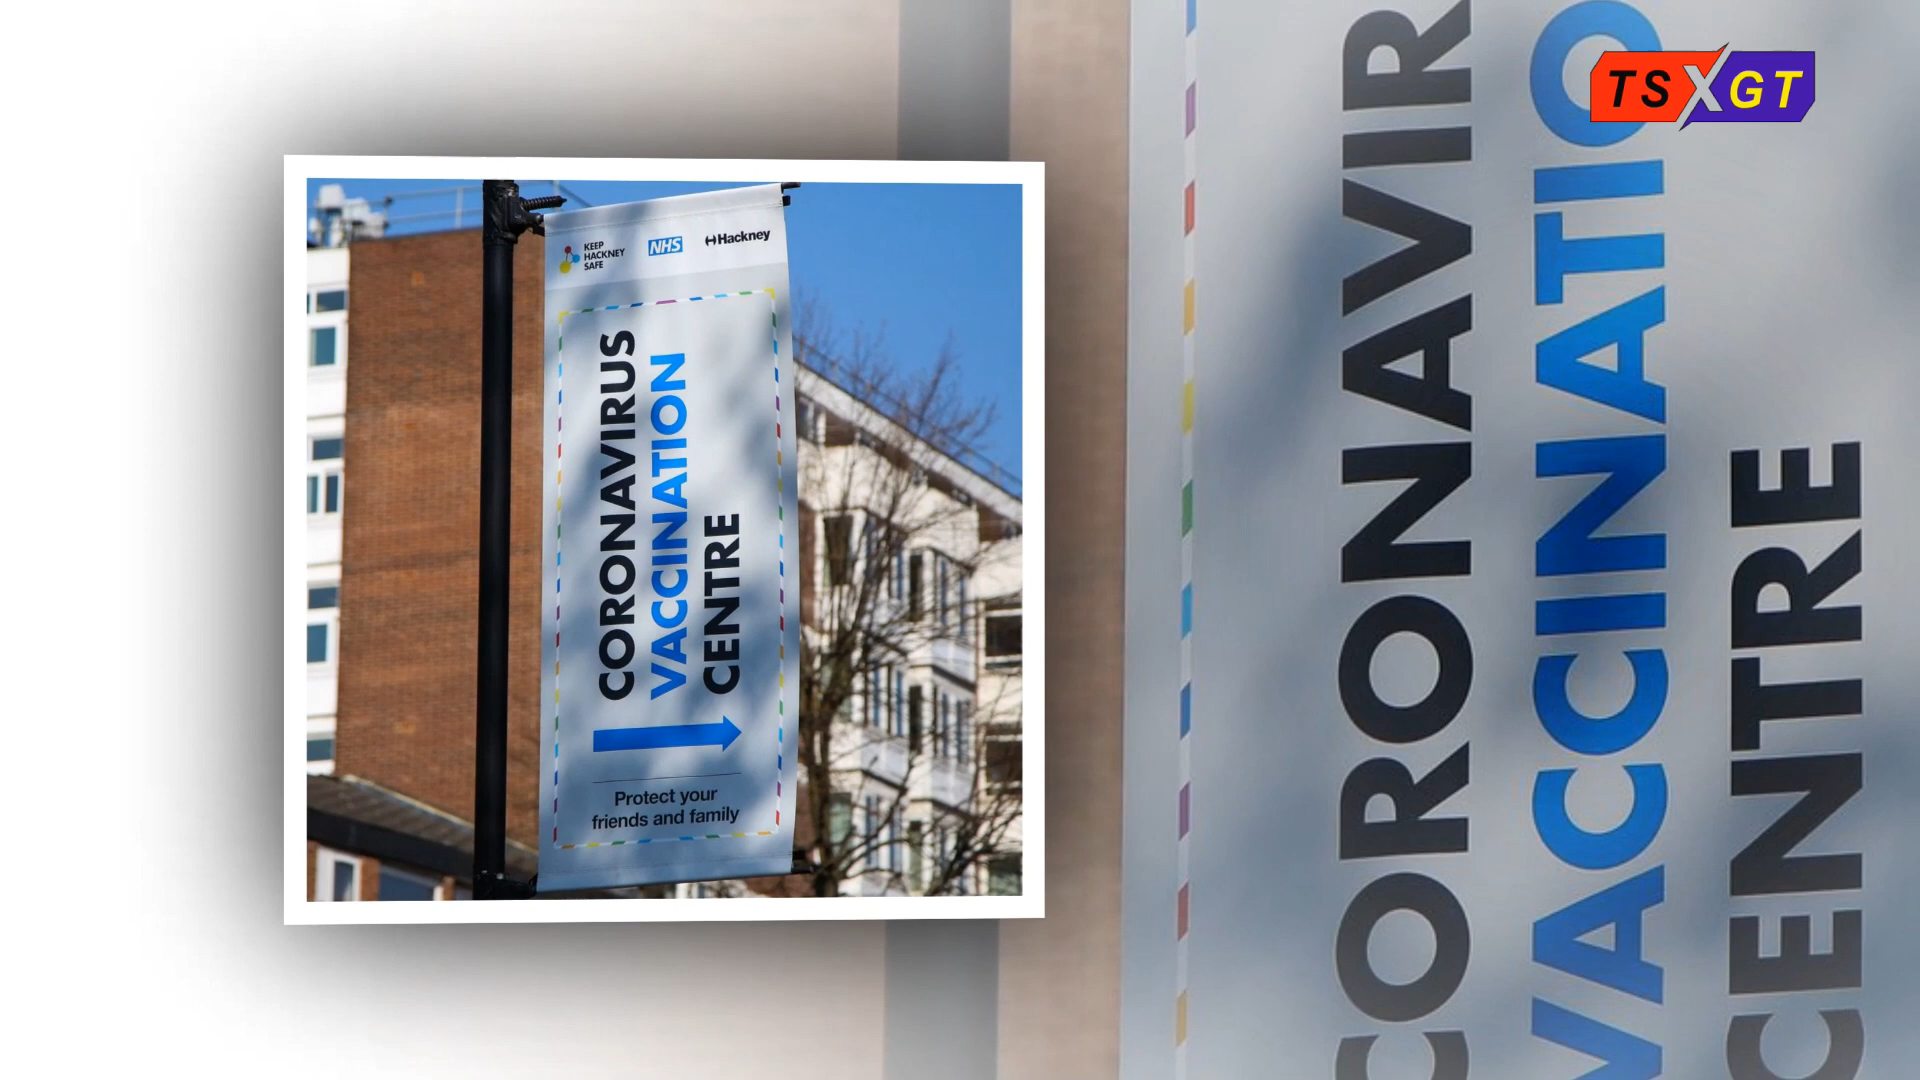 KEEP
HACKNEY
SAFE
NHS
Hackney
CORONAVIRUS
VACCINATION
CENTRE
Protect your
friends and family
CORONAVIR
VACCINATIO
CENTRE
TSXGT